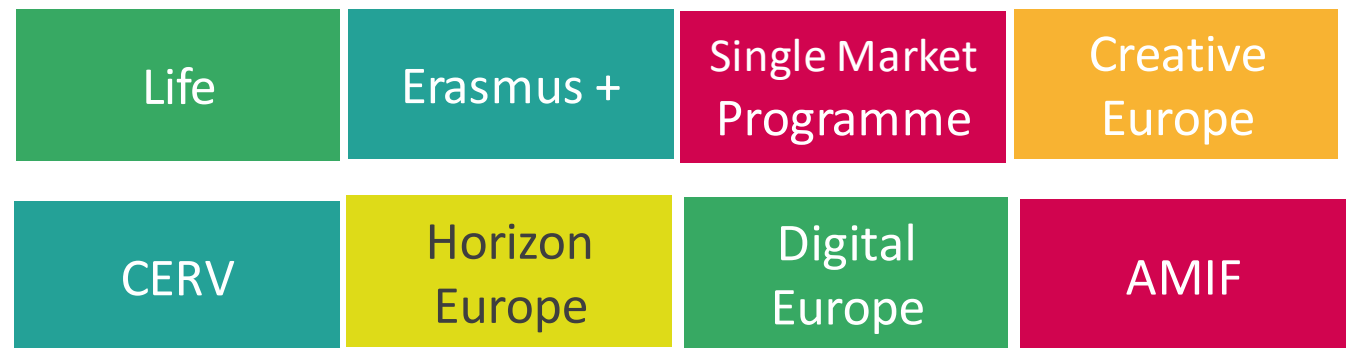 Life
Erasmus +
Single Market
Programme
Creative
Europe
CERV
Horizon
Europe
Digital
Europe
AMIF